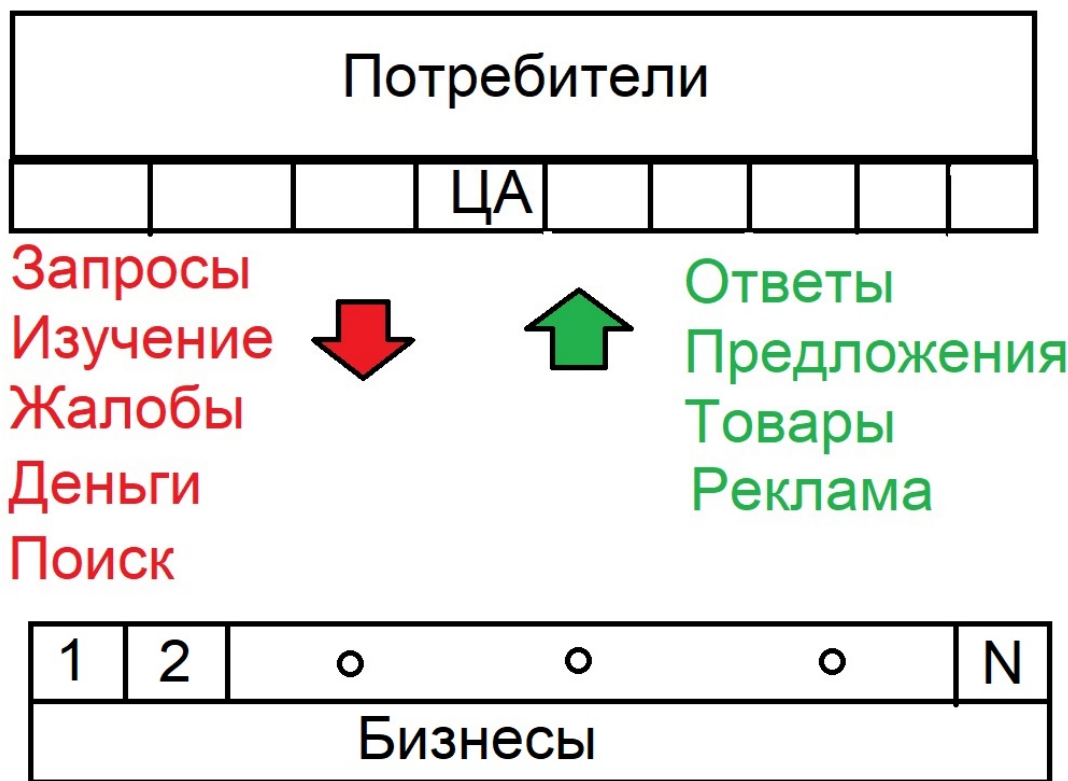 Потребители
ЦА
Запросы
Изучение
Жалобы
Деньги
Поиск
Ответы
Предложения
Товары
Реклама
1 2 N
Бизнесы